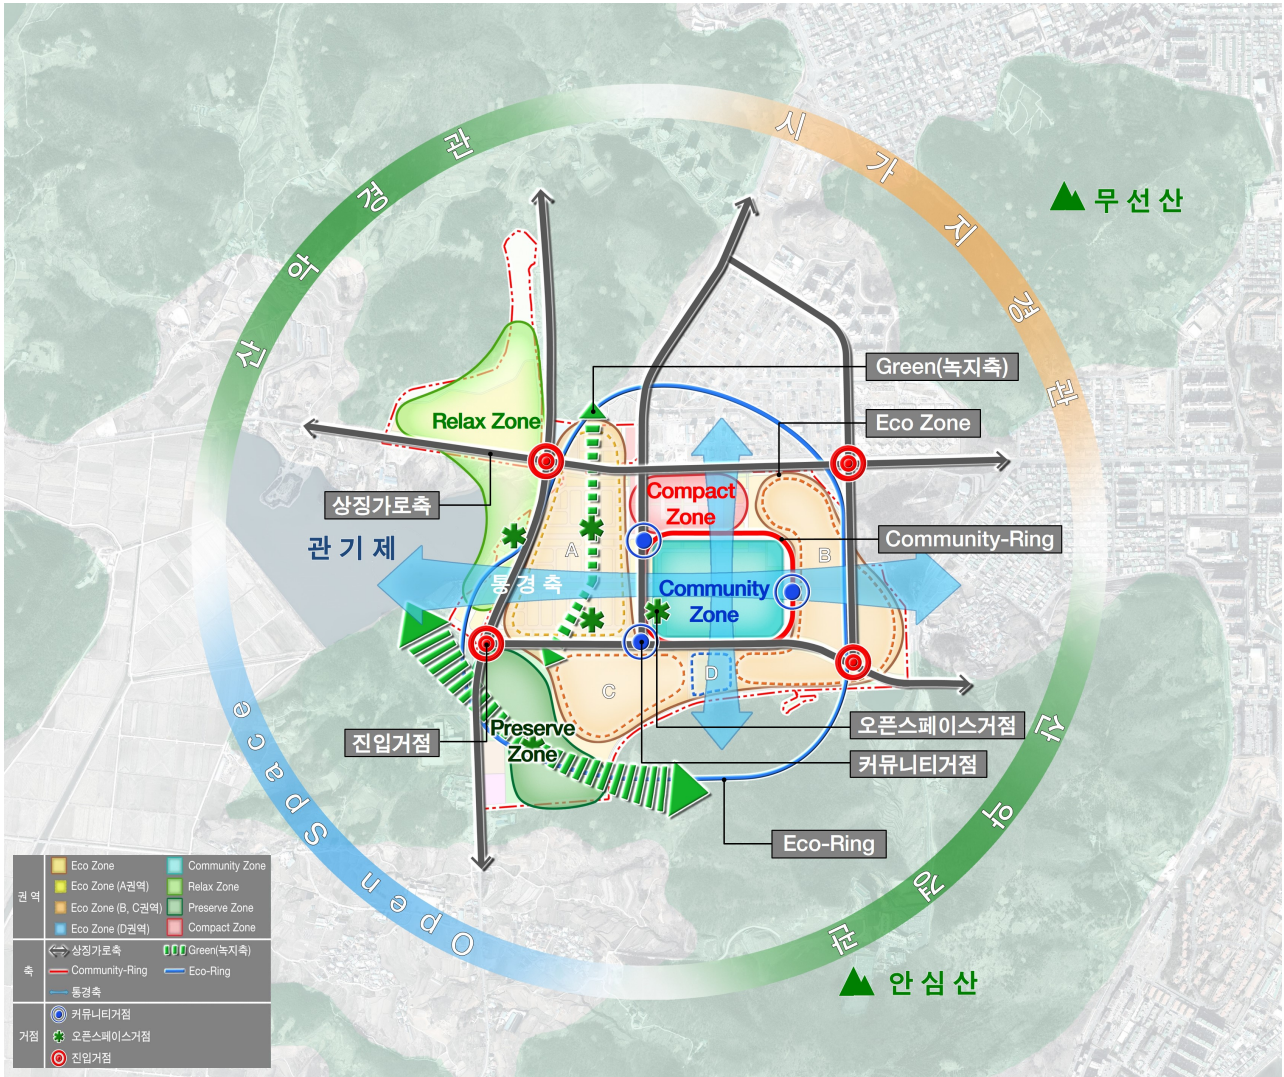 산악경관
시가지경관
무선산
Green(녹지축)
Relax Zone
Eco Zone
상징가로축
Compact
Zone
관기제
Community-Ring
A
B
통경축
Community
Zone
C
D
진입거점
Preserve
Zone
오픈스페이스거점
커뮤니티거점
Eco-Ring
Open Space
산악경관
안심산
권역
Eco Zone
Community Zone
Eco Zone (A권역)
Relax Zone
Eco Zone (B, C권역)
Preserve Zone
Eco Zone (D권역)
Compact Zone
축
상징가로축
Green(녹지축)
Community-Ring
Eco-Ring
통경축
거점
커뮤니티거점
오픈스페이스거점
진입거점